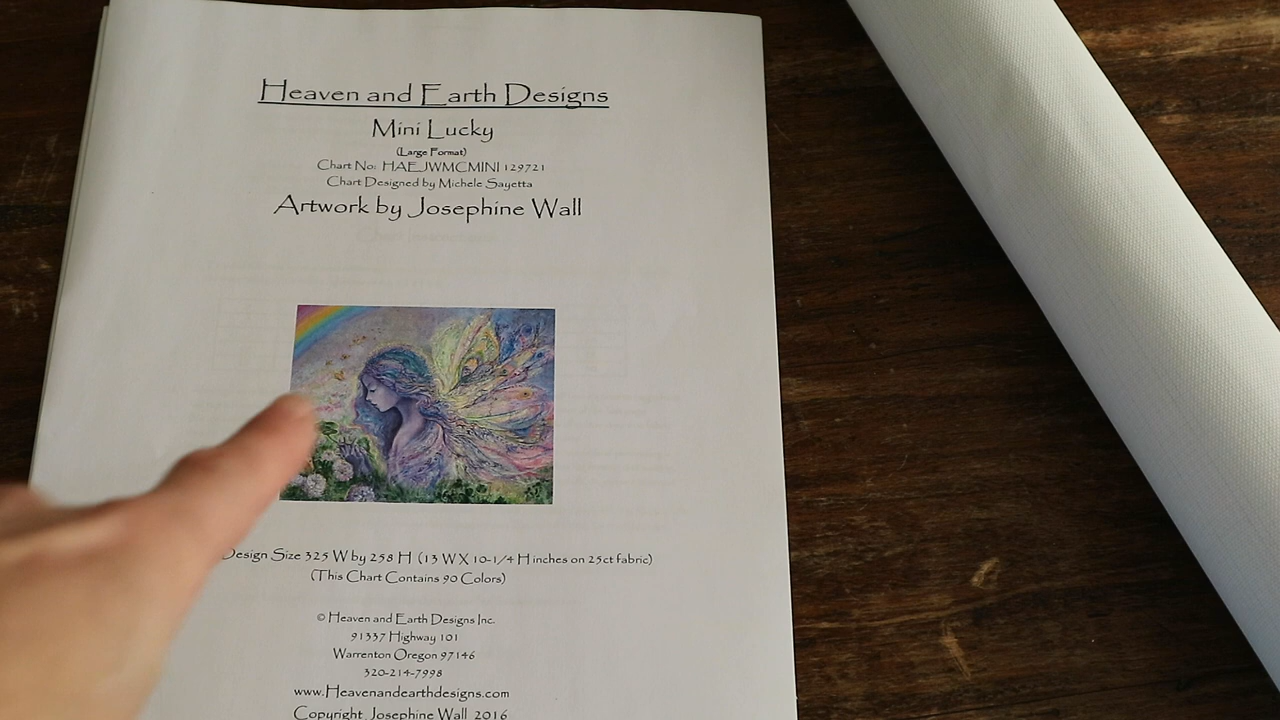 Heaven and Earth Designs
Mini Lucky
(Large Format)
Chart No: HAEJWMCMINI 129721
Chart Designed by Michele Sayetta
Artwork by Josephine Wall
Design Size 325 W by 258 H (13 W X 10-1/4 H inches on 25ct fabric)
(This Chart Contains 90 Colors)
© Heaven and Earth Designs Inc.
91337 Highway 101
Warrenton Oregon 97146
320-214-7998
www.Heavenandearthdesigns.com
Copyright Josephine Wall 2016